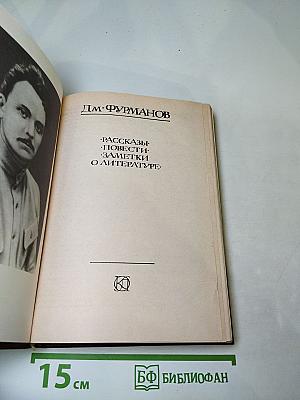 Дм·ФУРМАНОВ
·РАССКАЗЫ·
·ПОВЕСТИ·
·ЗАМЕТКИ
О ЛИТЕРАТУРЕ·
15 см
БФ БИБЛИОФАН